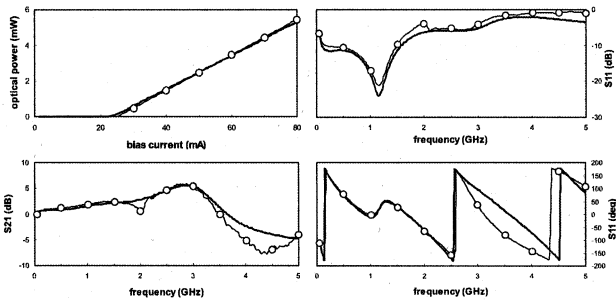 6
4
2
0
optical power (mW)
0 20 40 60 80
bias current (mA)
0
-10
-20
-30
S11 (dB)
0 1 2 3 4 5
frequency (GHz)
10
5
0
-5
-10
S21 (dB)
0 1 2 3 4 5
frequency (GHz)
200
150
100
50
0
-50
-100
-150
-200
S11 (deg)
0 1 2 3 4 5
frequency (GHz)